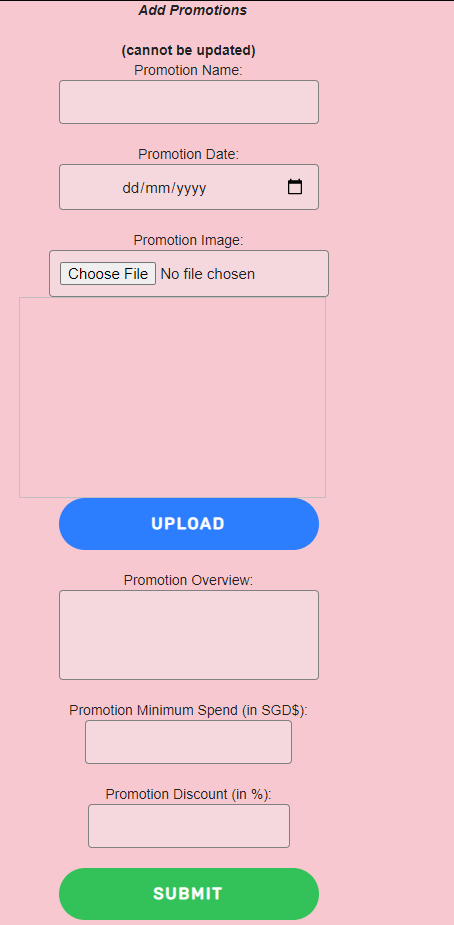 Add Promotions
(cannot be updated)
Promotion Name:
Promotion Date:
dd/mm/yyyy
Promotion Image:
Choose File No file chosen
UPLOAD
Promotion Overview:
Promotion Minimum Spend (in SGD$):
Promotion Discount (in %):
SUBMIT